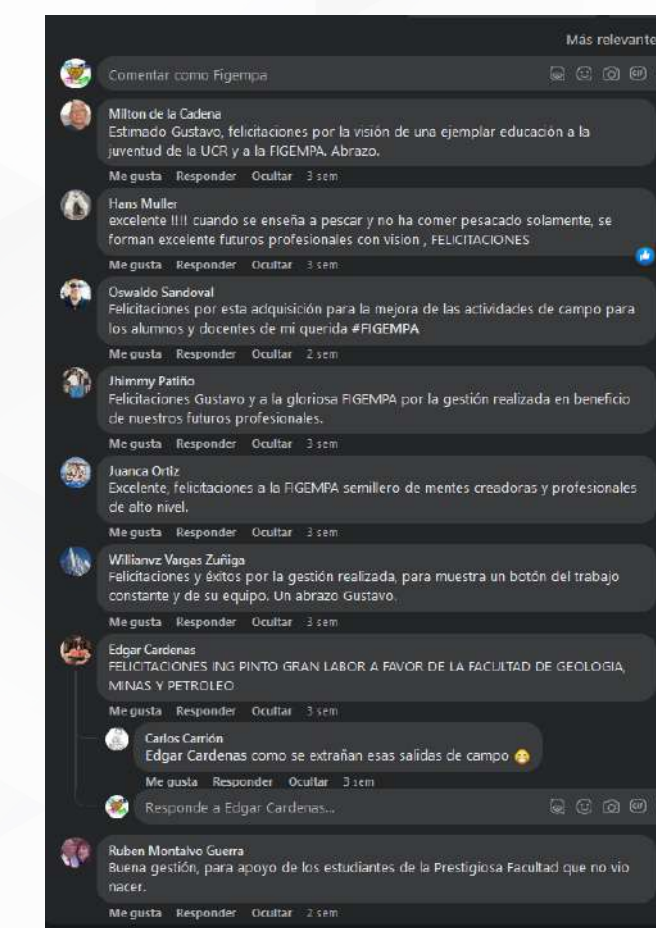 Más relevante
Comentar como Figempa
Milton de la Cadena
Estimado Gustavo, felicitaciones por la visión de una ejemplar educación a la
juventud de la UCR y a la FIGEMPA. Abrazo.
Me gusta Responder Ocultar 3 sem
Hans Muller
excelente !!!! cuando se enseña a pescar y no ha comer pesacado solamente, se
forman excelente futuros profesionales con vision , FELICITACIONES
Me gusta Responder Ocultar 3 sem
Oswaldo Sandoval
Felicitaciones por esta adquisición para la mejora de las actividades de campo para
los alumnos y docentes de mi querida #FIGEMPA
Me gusta Responder Ocultar 2 sem
Jhimmy Patiño
Felicitaciones Gustavo y a la gloriosa FIGEMPA por la gestión realizada en beneficio
de nuestros futuros profesionales.
Me gusta Responder Ocultar 3 sem
Juanca Ortiz
Excelente, felicitaciones a la FIGEMPA semillero de mentes creadoras y profesionales
de alto nivel.
Me gusta Responder Ocultar 3 sem
Willianvz Vargas Zuñiga
Felicitaciones y éxitos por la gestión realizada, para muestra un botón del trabajo
constante y de su equipo. Un abrazo Gustavo.
Me gusta Responder Ocultar 3 sem
Edgar Cardenas
FELICITACIONES ING PINTO GRAN LABOR A FAVOR DE LA FACULTAD DE GEOLOGIA,
MINAS Y PETROLEO
Me gusta Responder Ocultar 3 sem
Carlos Carrión
Edgar Cardenas como se extrañan esas salidas de campo 😁
Me gusta Responder Ocultar 3 sem
Responde a Edgar Cardenas...
Ruben Montalvo Guerra
Buena gestión, para apoyo de los estudiantes de la Prestigiosa Facultad que no vio
nacer.
Me gusta Responder Ocultar 2 sem